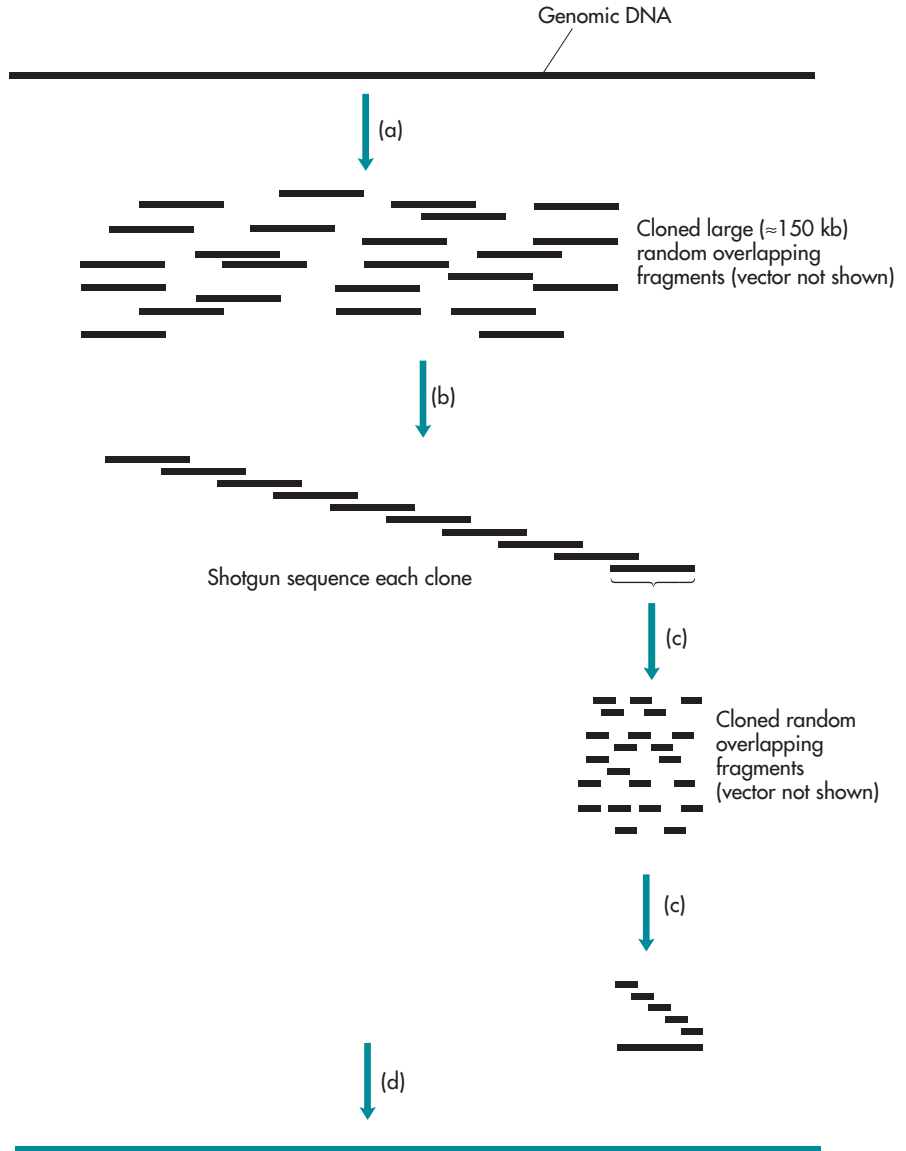 Genomic DNA
(a)
Cloned large (≈150 kb)
random overlapping
fragments (vector not shown)
(b)
Shotgun sequence each clone
(c)
Cloned random
overlapping
fragments
(vector not shown)
(c)
(d)